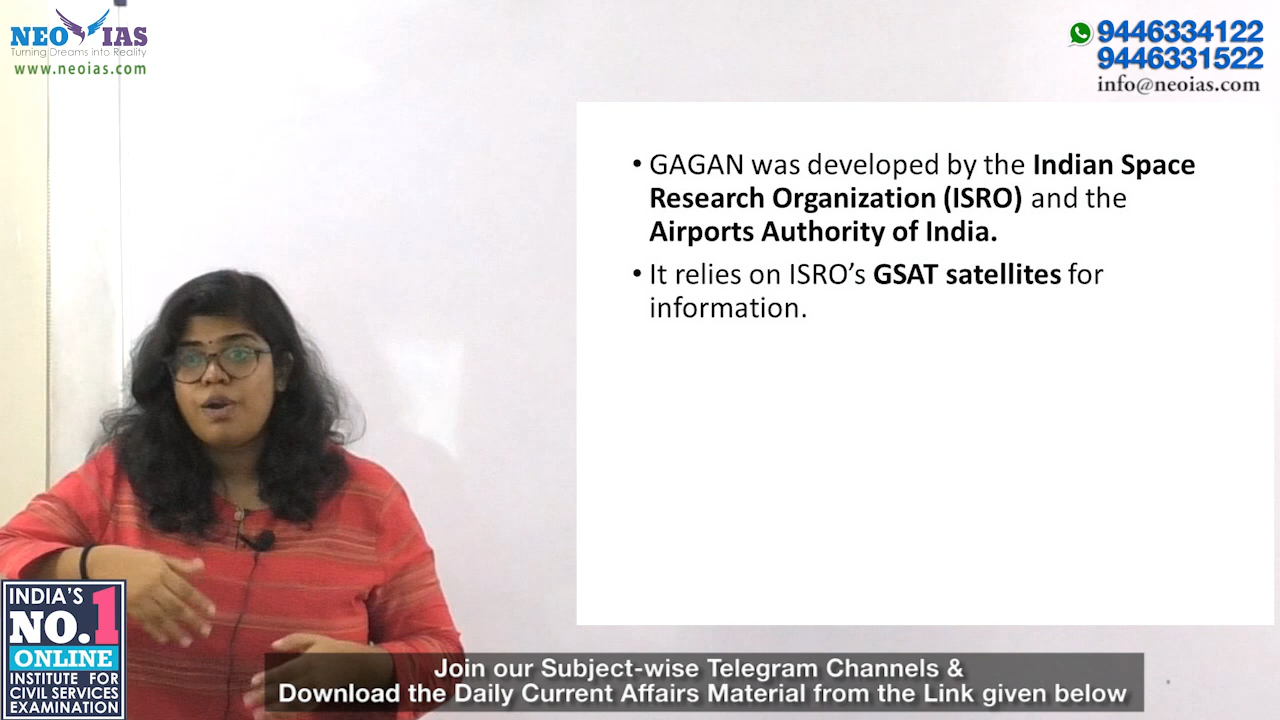 NEO IAS
Turning Dreams into Reality
www.neoias.com
9446334122
9446331522
info@neoias.com
• GAGAN was developed by the Indian Space
Research Organization (ISRO) and the
Airports Authority of India.
• It relies on ISRO’s GSAT satellites for
information.
INDIA'S
NO.1
ONLINE
INSTITUTE FOR
CIVIL SERVICES
EXAMINATION
Join our Subject-wise Telegram Channels &
Download the Daily Current Affairs Material from the Link given below